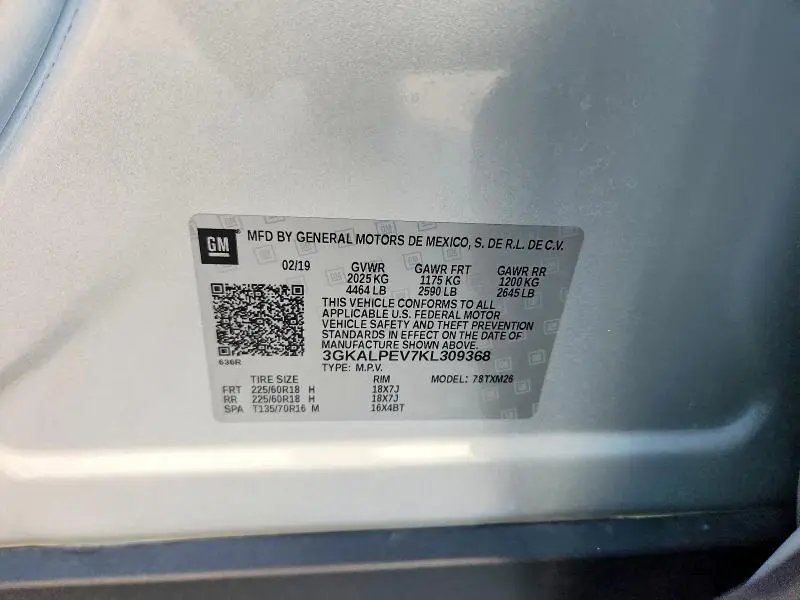 GM MFD BY GENERAL MOTORS DE MEXICO, S. DE R.L. DE C.V.
02/19 GVWR GAWR FRT GAWR RR
2025 KG 1175 KG 1200 KG
4464 LB 2590 LB 2645 LB
THIS VEHICLE CONFORMS TO ALL
APPLICABLE U.S. FEDERAL MOTOR
VEHICLE SAFETY AND THEFT PREVENTION
STANDARDS IN EFFECT ON THE DATE OF
MANUFACTURE SHOWN ABOVE.
636R 3GKALPEV7KL309368
TYPE: M.P.V. MODEL: 78TXM26
TIRE SIZE RIM
FRT 225/60R18 H 18X7J
RR 225/60R18 H 18X7J
SPA T135/70R16 M 16X4BT